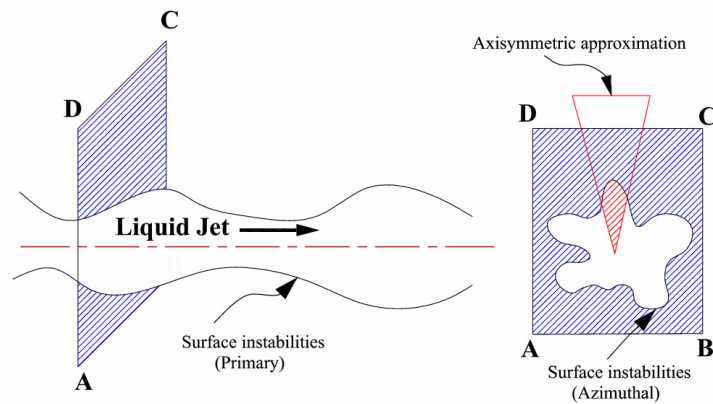 C
D
Liquid Jet
A
Surface instabilities
(Primary)
Axisymmetric approximation
D
C
A
B
Surface instabilities
(Azimuthal)